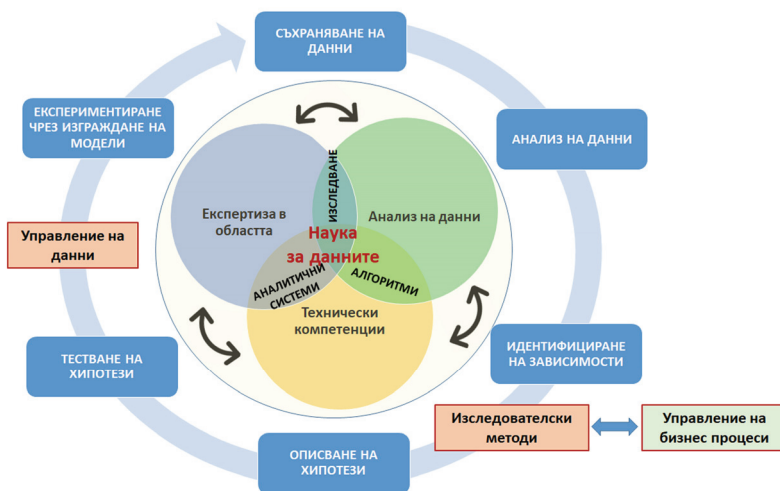 СЪХРАНЯВАНЕ НА
ДАННИ
ЕКСПЕРИМЕНТИРАНЕ
ЧРЕЗ ИЗГРАЖДАНЕ НА
МОДЕЛИ
АНАЛИЗ НА ДАННИ
ИЗСЛЕДВАНЕ
Експертиза в
областта
Анализ на данни
Управление на
данни
Наука
за данните
АНАЛИТИЧНИ
СИСТЕМИ
АЛГОРИТМИ
Технически
компетенции
ТЕСТВАНЕ НА
ХИПОТЕЗИ
ИДЕНТИФИЦИРАНЕ
НА ЗАВИСИМОСТИ
Изследователски
методи
Управление на
бизнес процеси
ОПИСВАНЕ НА
ХИПОТЕЗИ